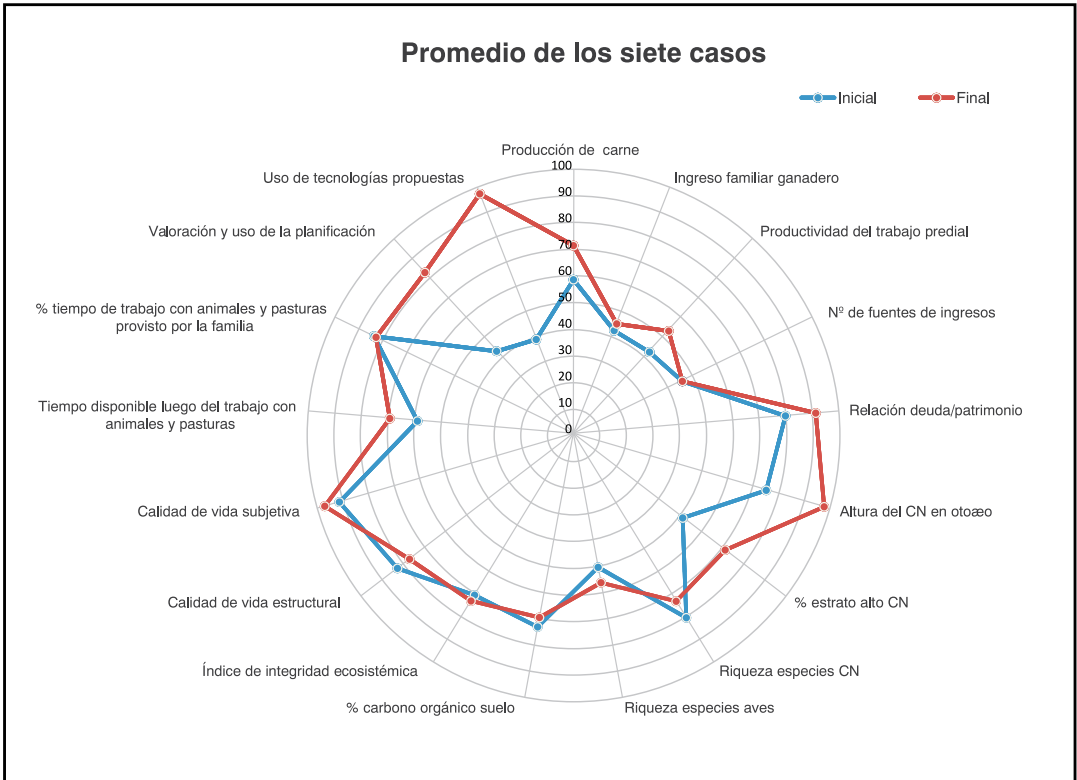 Promedio de los siete casos
Inicial
Final
Producción de carne
Ingreso familiar ganadero
Productividad del trabajo predial
Nº de fuentes de ingresos
Relación deuda/patrimonio
Altura del CN en otoæo
% estrato alto CN
Riqueza especies CN
Riqueza especies aves
% carbono orgánico suelo
Índice de integridad ecosistémica
Calidad de vida estructural
Calidad de vida subjetiva
Tiempo disponible luego del trabajo con
animales y pasturas
% tiempo de trabajo con animales y pasturas
provisto por la familia
Valoración y uso de la planificación
Uso de tecnologías propuestas
100
90
80
70
60
50
40
30
20
10
0